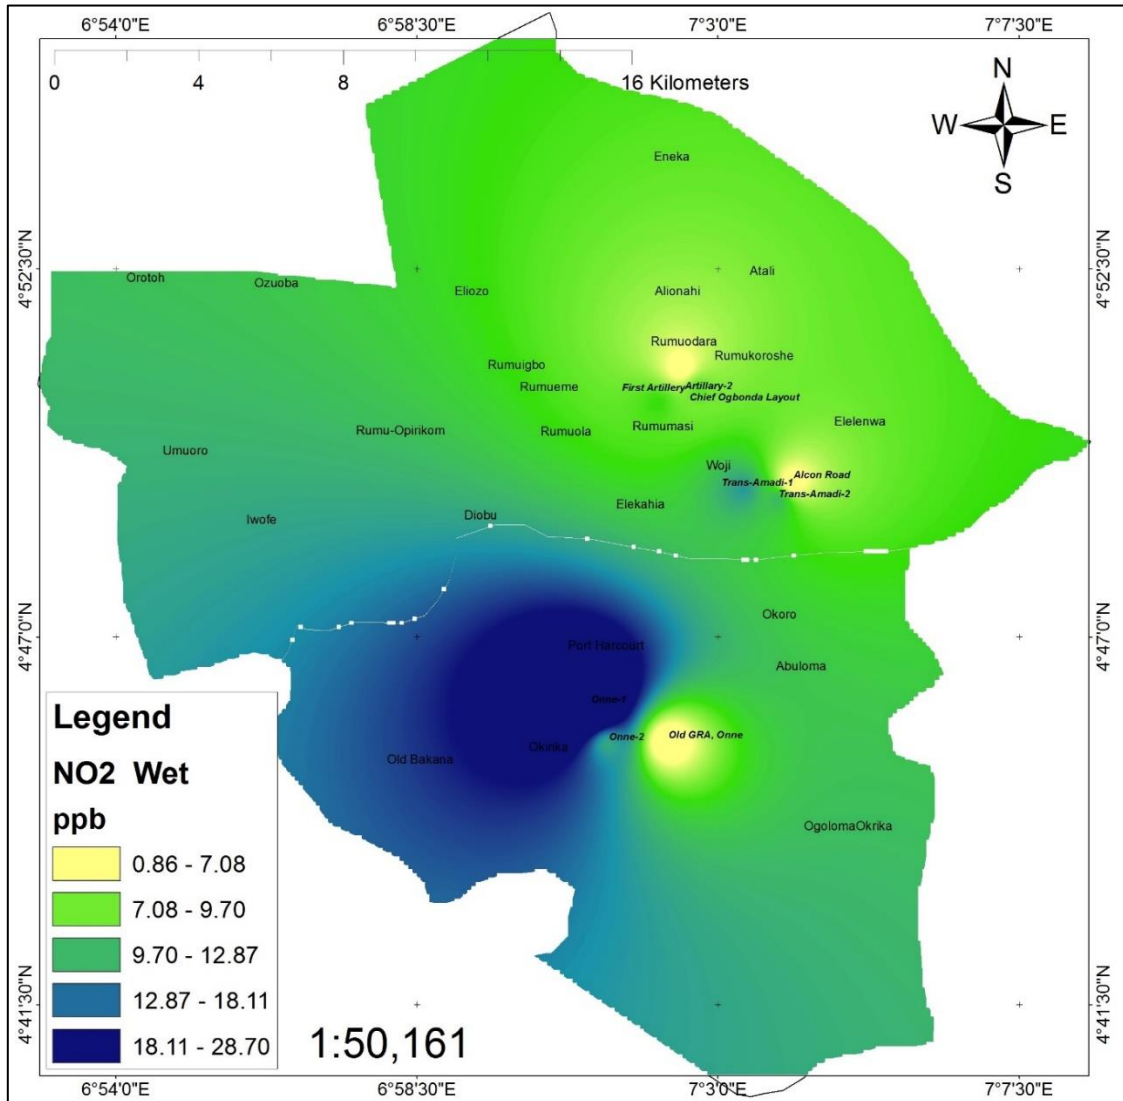 6°54'0"E 6°58'30"E 7°3'0"E 7°7'30"E
0 4 8 16 Kilometers
N
W E
S
Eneka
4°52'30"N 4°52'30"N
Orotoh Ozuoba Eliozo Alionahi Atali
Rumuodara
Rumukoroshe
Rumuigbo
Rumueme First Artillery Artillary-2
Chief Ogbonda Layout
Rumu-Opirikom Rumuola Rumumasi Elelenwa
Umuoro
Woji Alcon Road
Trans-Amadi-1
Trans-Amadi-2
Iwofe Diobu Elekahia
Okoro
4°47'0"N 4°47'0"N
Port Harcourt
Abuloma
Onne-1
Onne-2 Old GRA, Onne
Old Bakana Okirika
OgolomaOkrika
Legend
NO2 Wet
ppb
0.86 - 7.08
7.08 - 9.70
9.70 - 12.87
12.87 - 18.11
18.11 - 28.70
1:50,161
4°41'30"N 4°41'30"N
6°54'0"E 6°58'30"E 7°3'0"E 7°7'30"E